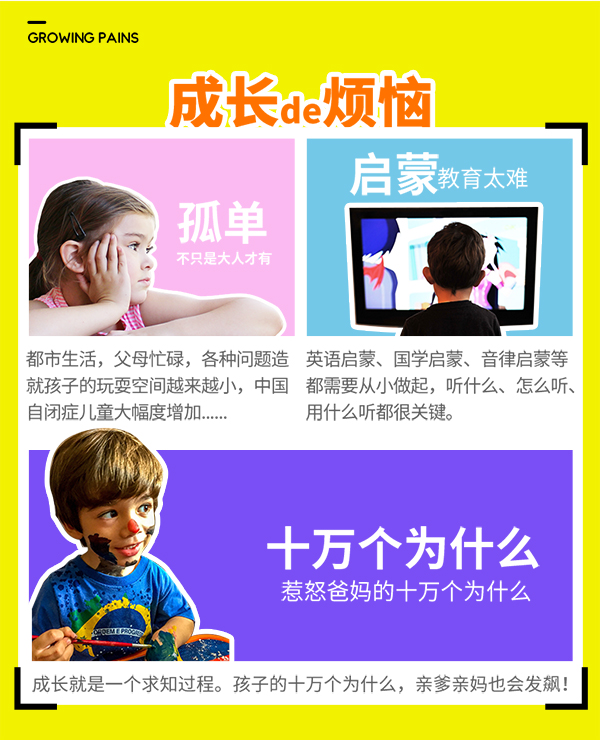 GROWING PAINS
成长de烦恼
孤单
不只是大人才有
启蒙教育太难
都市生活，父母忙碌，各种问题造
就孩子的玩耍空间越来越小，中国
自闭症儿童大幅度增加......
英语启蒙、国学启蒙、音律启蒙等
都需要从小做起，听什么、怎么听、
用什么听都很关键。
十万个为什么
惹怒爸妈的十万个为什么
ORDEM E PROGRESSO
成长就是一个求知过程。孩子的十万个为什么，亲爹亲妈也会发飙！